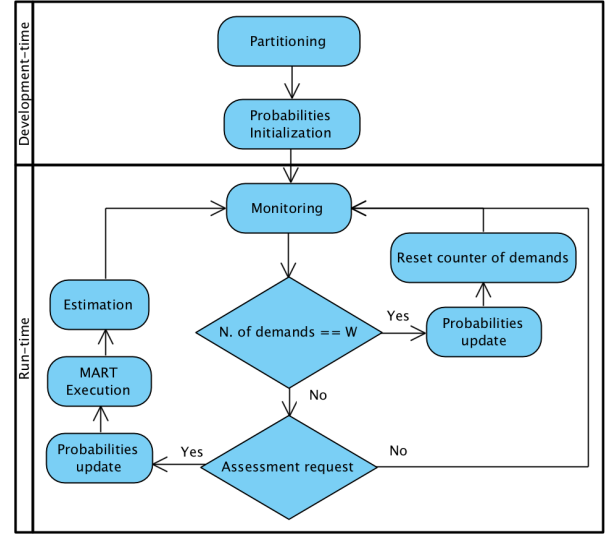 Development-time
Partitioning
Probabilities
Initialization
Run-time
Monitoring
Reset counter of demands
Estimation
N. of demands == W
Yes
Probabilities
update
MART
Execution
No
Probabilities
update
Yes
Assessment request
No